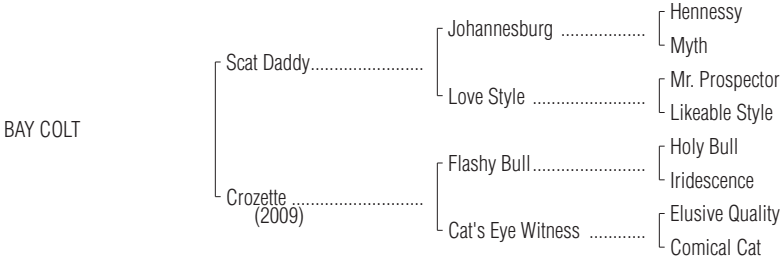 Hennessy
Johannesburg ....................
Myth
Scat Daddy.........................
Mr. Prospector
Love Style .........................
Likeable Style
BAY COLT
Holy Bull
Flashy Bull.........................
Iridescence
Crozette .............................
(2009)
Elusive Quality
Cat's Eye Witness ............
Comical Cat